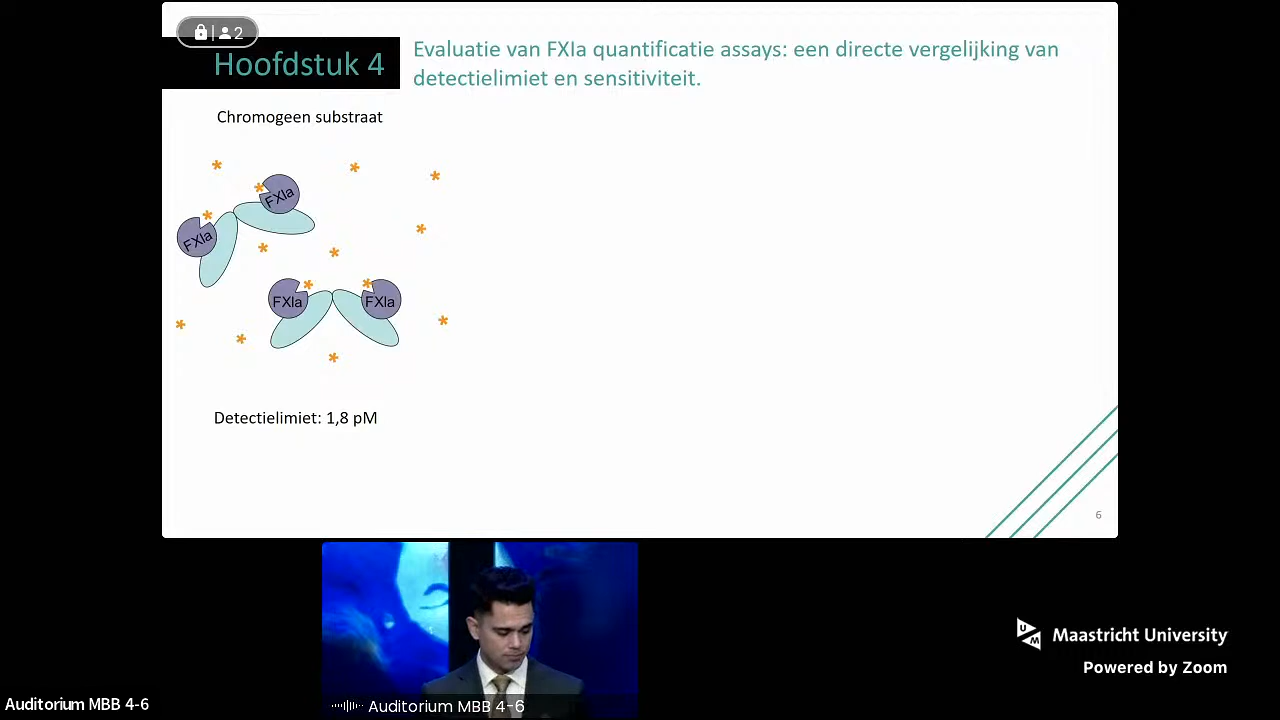 2
Hoofdstuk 4
Evaluatie van FXIa quantificatie assays: een directe vergelijking van
detectielimiet en sensitiviteit.
Chromogeen substraat
FXIa
FXIa
FXIa
FXIa
Detectielimiet: 1,8 pM
6
UM
Maastricht University
Powered by Zoom
Auditorium MBB 4-6
Auditorium MBB 4-6